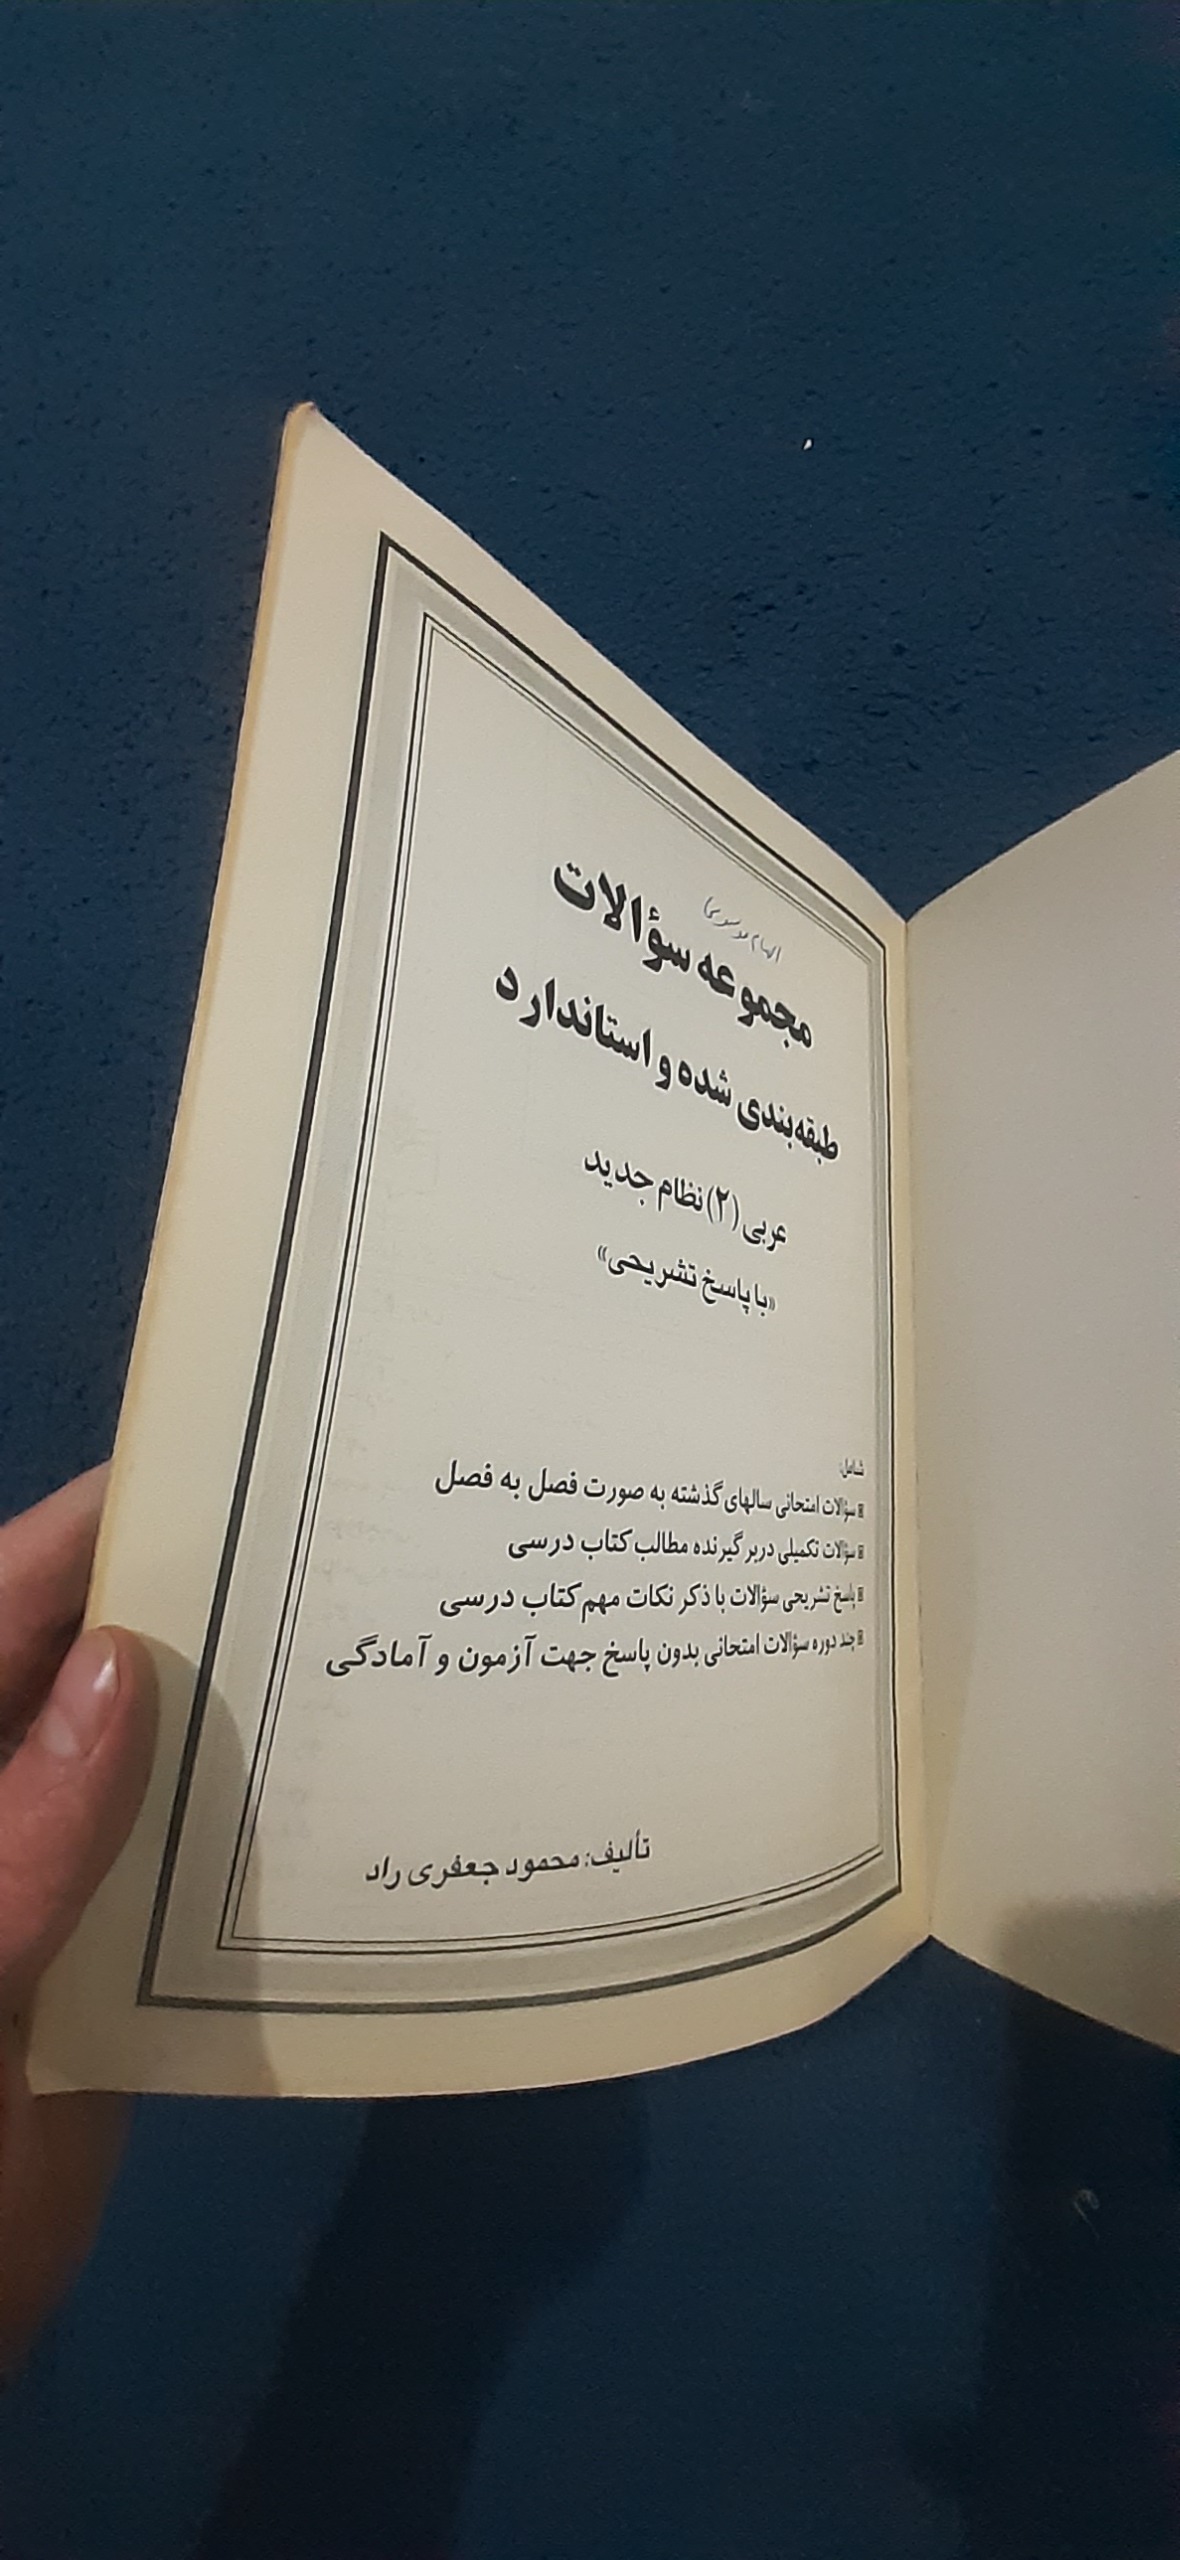 الهام موسوی
مجموعه سؤالات
طبقه‌بندی شده و استاندارد
عربی (۲) نظام جدید
«با پاسخ تشریحی»
شامل:
سؤالات امتحانی سالهای گذشته به صورت فصل به فصل
سؤالات تکمیلی دربرگیرنده مطالب کتاب درسی
پاسخ تشریحی سؤالات با ذکر نکات مهم کتاب درسی
چند دوره سؤالات امتحانی بدون پاسخ جهت آزمون و آمادگی
تألیف: محمود جعفری راد